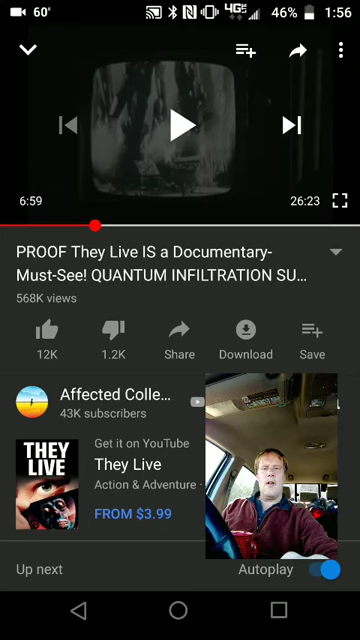 60° 4G LTE 46% 1:56
6:59 26:23
PROOF They Live IS a Documentary-
Must-See! QUANTUM INFILTRATION SU...
568K views
12K 1.2K Share Download Save
Affected Colle...
43K subscribers
THEY
LIVE
Get it on YouTube
They Live
Action & Adventure ·
FROM $3.99
Up next Autoplay